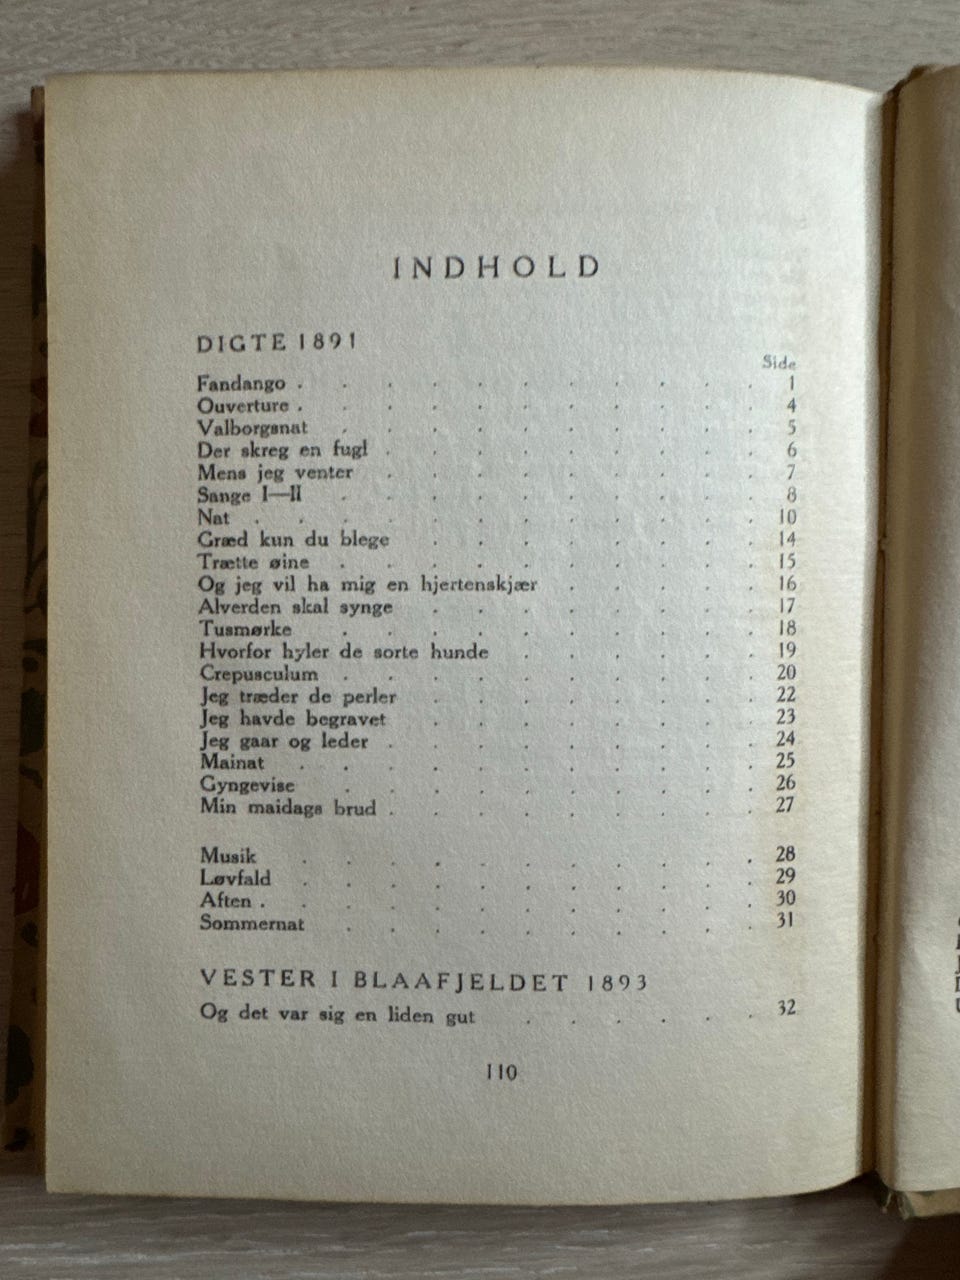 INDHOLD
DIGTE 1891
Side
Fandango . . . . . . . . . . . 1
Ouverture . . . . . . . . . . . 4
Valborgsnat . . . . . . . . . . 5
Der skreg en fugl . . . . . . . . . 6
Mens jeg venter . . . . . . . . . 7
Sange I—II . . . . . . . . . . 8
Nat . . . . . . . . . . . . 10
Græd kun du blege . . . . . . . . 14
Trætte øine . . . . . . . . . . 15
Og jeg vil ha mig en hjertenskjær . . . . . 16
Alverden skal synge . . . . . . . . 17
Tusmørke . . . . . . . . . . 18
Hvorfor hyler de sorte hunde . . . . . . 19
Crepusculum . . . . . . . . . . 20
Jeg træder de perler . . . . . . . . 22
Jeg havde begravet . . . . . . . . 23
Jeg gaar og leder . . . . . . . . . 24
Mainat . . . . . . . . . . . 25
Gyngevise . . . . . . . . . . 26
Min maidags brud . . . . . . . . . 27
Musik . . . . . . . . . . . 28
Løvfald . . . . . . . . . . . 29
Aften . . . . . . . . . . . . 30
Sommernat . . . . . . . . . . 31
VESTER I BLAAFJELDET 1893
Og det var sig en liden gut . . . . . . 32
110